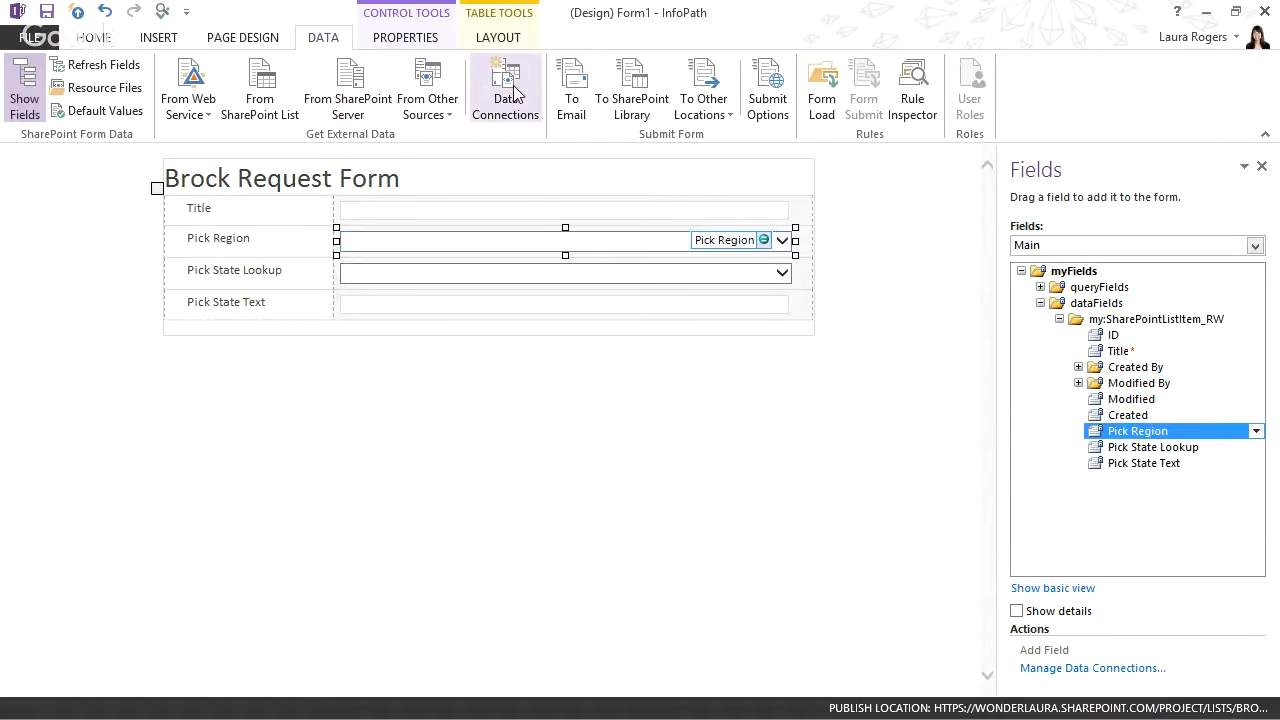 CONTROL TOOLS
TABLE TOOLS
(Design) Form1 - InfoPath
?
FILE
HOME
INSERT
PAGE DESIGN
DATA
PROPERTIES
LAYOUT
Laura Rogers
Show Fields
Refresh Fields
Resource Files
Default Values
SharePoint Form Data
From Web Service
From SharePoint List
From SharePoint Server
From Other Sources
Get External Data
Data Connections
To Email
To SharePoint Library
To Other Locations
Submit Options
Submit Form
Form Load
Form Submit
Rule Inspector
Rules
User Roles
Roles
Brock Request Form
Title
Pick Region
Pick Region
Pick State Lookup
Pick State Text
Fields
Drag a field to add it to the form.
Fields:
Main
myFields
queryFields
dataFields
my:SharePointListItem_RW
ID
Title*
Created By
Modified By
Modified
Created
Pick Region
Pick State Lookup
Pick State Text
Show basic view
Show details
Actions
Add Field
Manage Data Connections...
PUBLISH LOCATION: HTTPS://WONDERLAURA.SHAREPOINT.COM/PROJECT/LISTS/BRO...